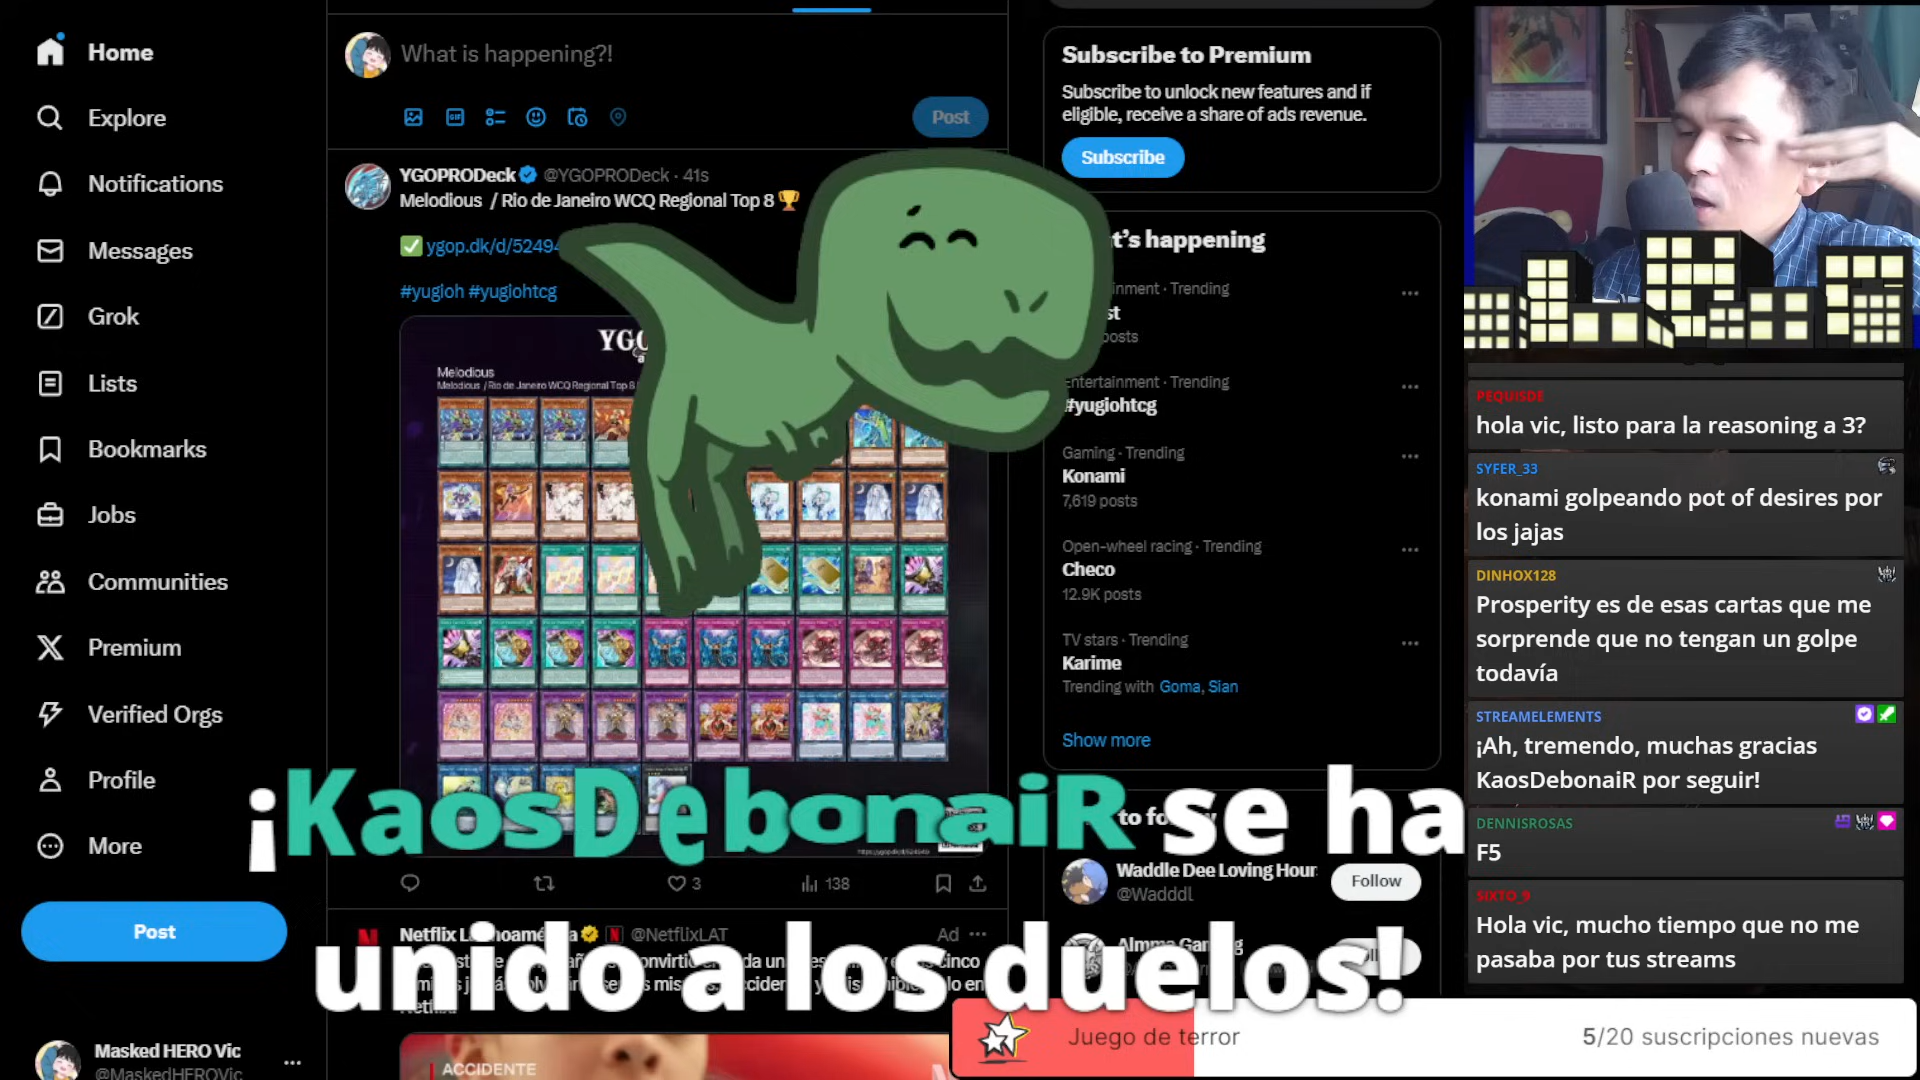 Home
Explore
Notifications
Messages
Grok
Lists
Bookmarks
Jobs
Communities
Premium
Verified Orgs
Profile
More
Post
Masked HERO Vic
@MaskedHEROVic
What is happening?!
Post
YGOPRODeck @YGOPRODeck · 41s
Melodious / Rio de Janeiro WCQ Regional Top 8
ygop.dk/d/52494
#yugioh #yugiohtcg
Melodious
Melodious / Rio de Janeiro WCQ Regional Top 8
3
138
Netflix @NetflixLAT
Ad
ACCIDENTE
¡KaosDebonaiR se ha
unido a los duelos!
Subscribe to Premium
Subscribe to unlock new features and if
eligible, receive a share of ads revenue.
Subscribe
t's happening
inment · Trending
st
posts
Entertainment · Trending
#yugiohtcg
Gaming · Trending
Konami
7,619 posts
Open-wheel racing · Trending
Checo
12.9K posts
TV stars · Trending
Karime
Trending with Goma, Sian
Show more
to
Waddle Dee Loving Hour
@Wadddl
Follow
PEQUISDE
hola vic, listo para la reasoning a 3?
SYFER_33
konami golpeando pot of desires por
los jajas
DINHOX128
Prosperity es de esas cartas que me
sorprende que no tengan un golpe
todavía
STREAMELEMENTS
¡Ah, tremendo, muchas gracias
KaosDebonaiR por seguir!
DENNISROSAS
F5
SIXTO_9
Hola vic, mucho tiempo que no me
pasaba por tus streams
Juego de terror
5/20 suscripciones nuevas